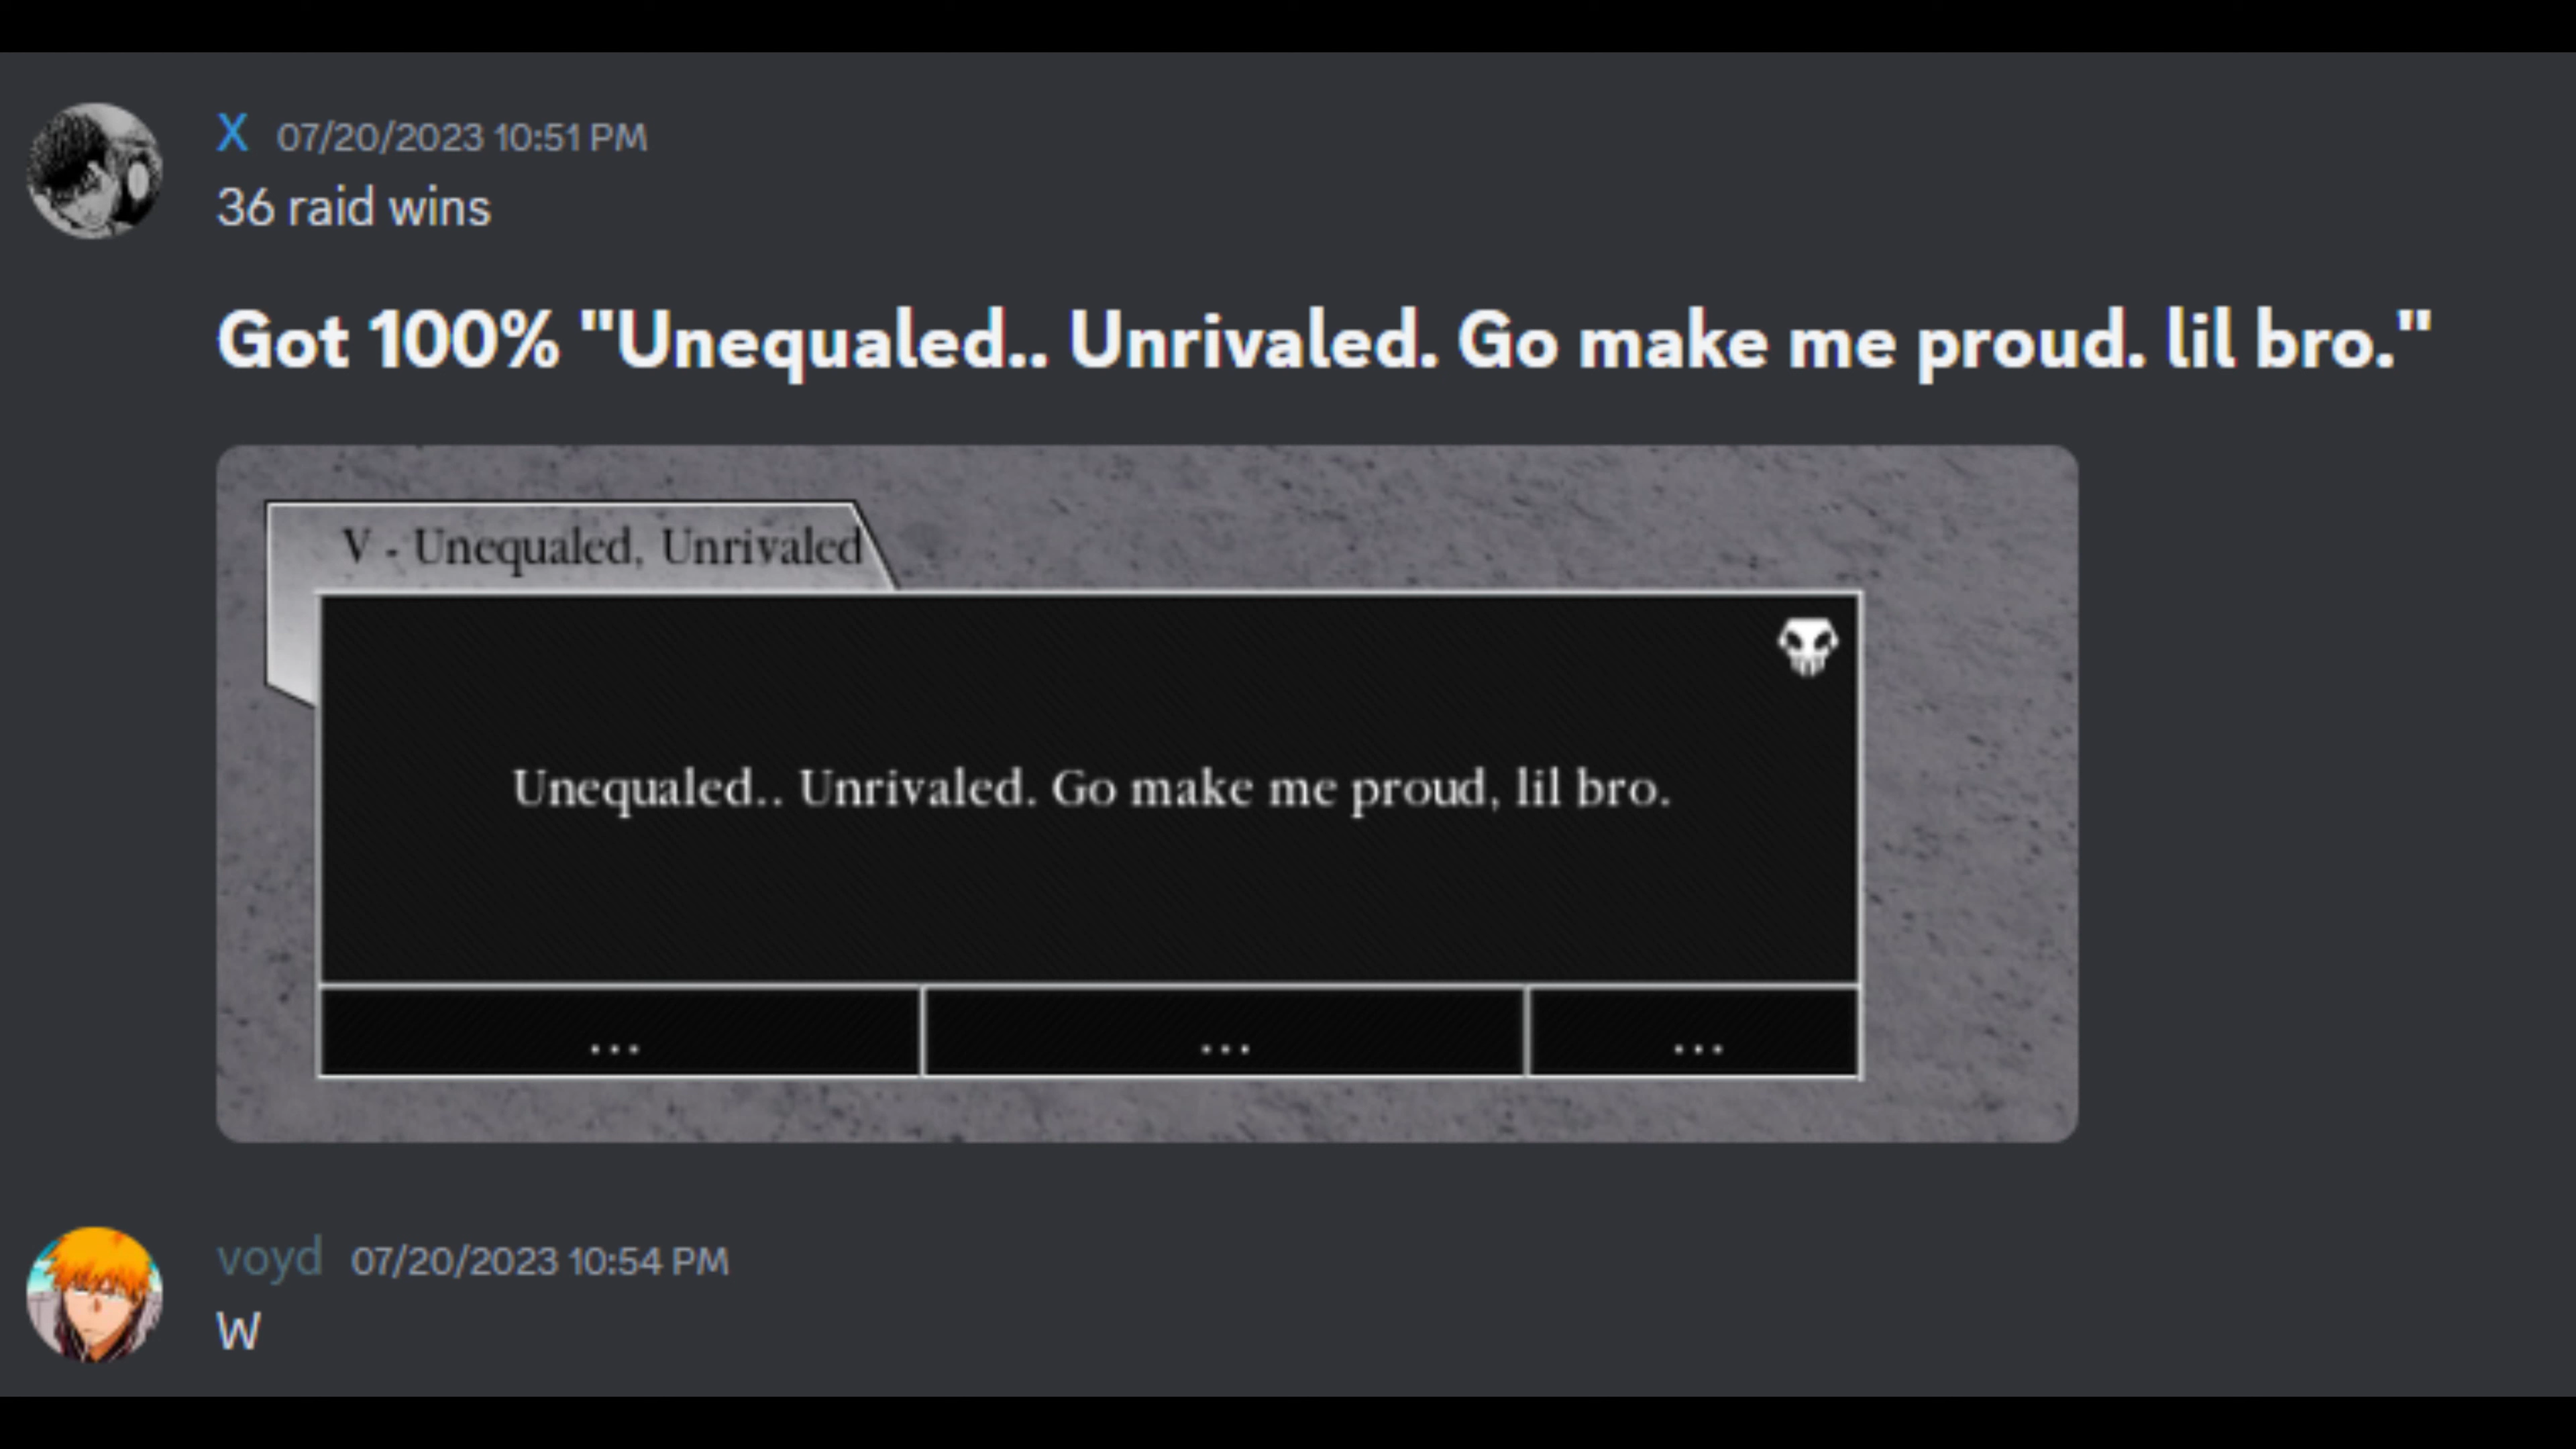 X 07/20/2023 10:51 PM
36 raid wins
Got 100% "Unequaled.. Unrivaled. Go make me proud. lil bro."
V - Unequaled, Unrivaled
Unequaled.. Unrivaled. Go make me proud, lil bro.
... ... ...
voyd 07/20/2023 10:54 PM
W